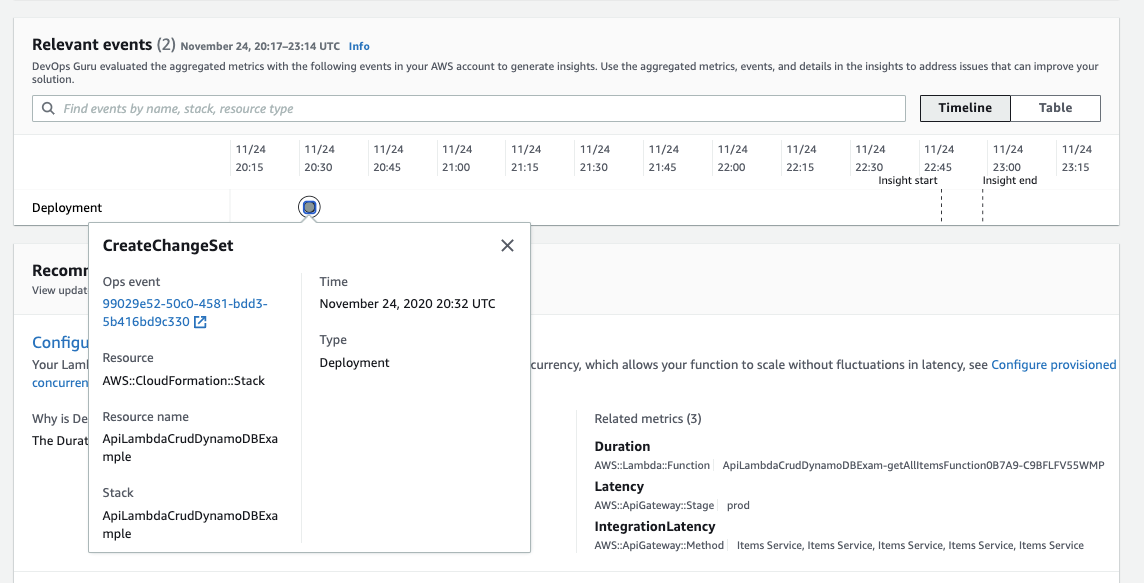 Relevant events (2) November 24, 20:17–23:14 UTC Info
DevOps Guru evaluated the aggregated metrics with the following events in your AWS account to generate insights. Use the aggregated metrics, events, and details in the insights to address issues that can improve your
solution.
Find events by name, stack, resource type
Timeline Table
11/24 11/24 11/24 11/24 11/24 11/24 11/24 11/24 11/24 11/24 11/24 11/24 11/24
20:15 20:30 20:45 21:00 21:15 21:30 21:45 22:00 22:15 22:30 22:45 23:00 23:15
Insight start Insight end
Deployment
CreateChangeSet
Ops event
99029e52-50c0-4581-bdd3-
5b416bd9c330
Resource
AWS::CloudFormation::Stack
Resource name
ApiLambdaCrudDynamoDBExa
mple
Stack
ApiLambdaCrudDynamoDBExa
mple
Time
November 24, 2020 20:32 UTC
Type
Deployment
Recomm
View updat
Configu
Your Lam
currency, which allows your function to scale without fluctuations in latency, see Configure provisioned
concurren
Why is De
The Durat
Related metrics (3)
Duration
AWS::Lambda::Function ApiLambdaCrudDynamoDBExam-getAllItemsFunction0B7A9-C9BFLFV55WMP
Latency
AWS::ApiGateway::Stage prod
IntegrationLatency
AWS::ApiGateway::Method Items Service, Items Service, Items Service, Items Service, Items Service